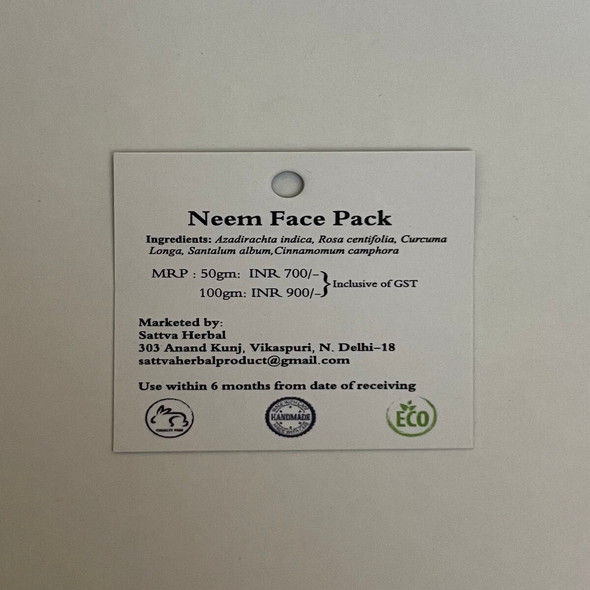 Neem Face Pack
Ingredients: Azadirachta indica, Rosa centifolia, Curcuma
Longa, Santalum album,Cinnamomum camphora
MRP : 50gm: INR 700/-
100gm: INR 900/-
Inclusive of GST
Marketed by:
Sattva Herbal
303 Anand Kunj, Vikaspuri, N. Delhi-18
sattvaherbalproduct@gmail.com
Use within 6 months from date of receiving
CRUELTY FREE
HANDMADE
ECO